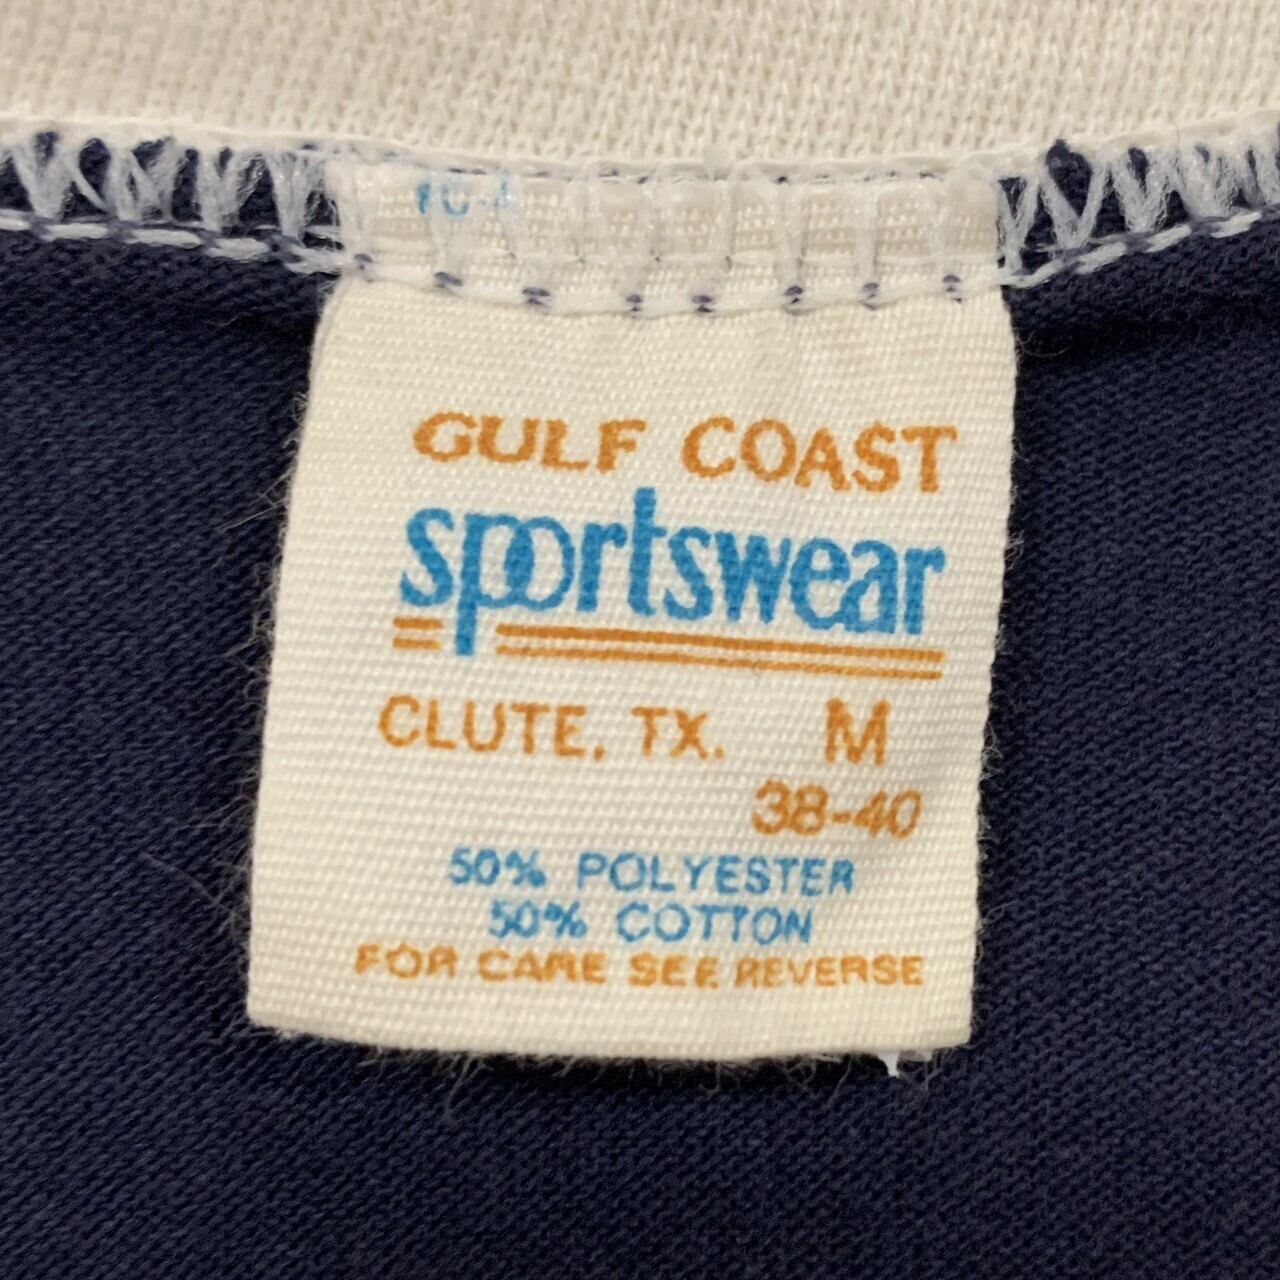 GULF COAST
sportswear
CLUTE, TX. M
38-40
50% POLYESTER
50% COTTON
FOR CARE SEE REVERSE